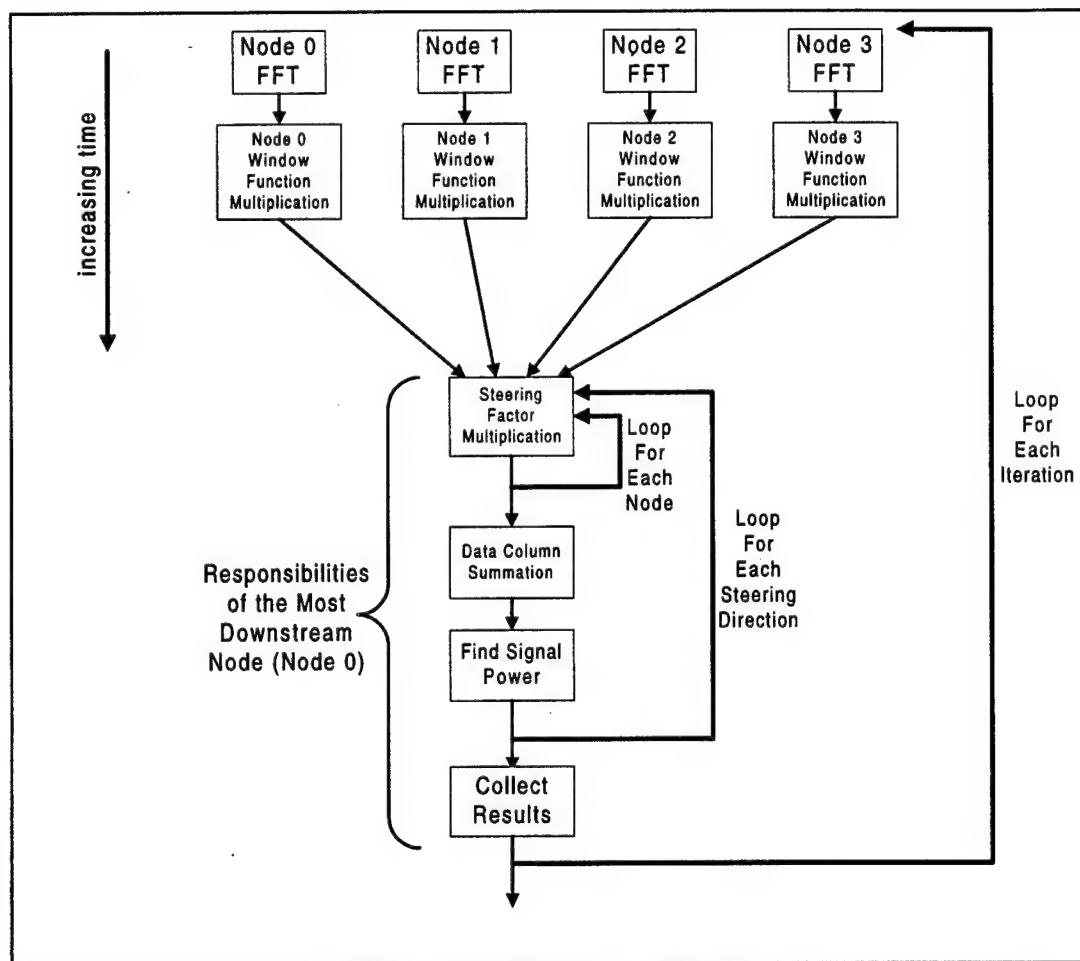 Node 0
FFT
Node 1
FFT
Node 2
FFT
Node 3
FFT
Node 0
Window
Function
Multiplication
Node 1
Window
Function
Multiplication
Node 2
Window
Function
Multiplication
Node 3
Window
Function
Multiplication
increasing time
Steering
Factor
Multiplication
Loop
For
Each
Node
Loop
For
Each
Steering
Direction
Loop
For
Each
Iteration
Data Column
Summation
Responsibilities
of the Most
Downstream
Node (Node 0)
Find Signal
Power
Collect
Results